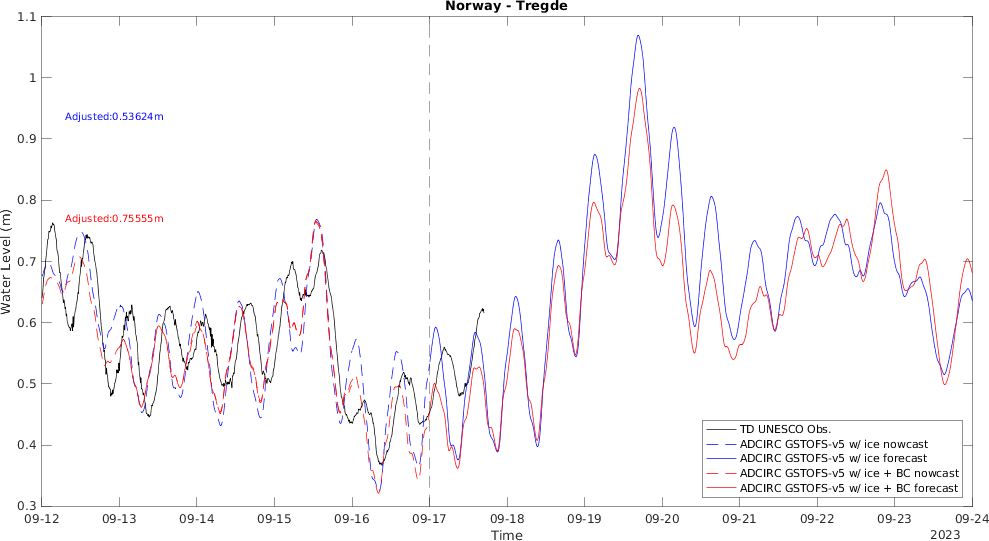 Norway - Tregde
1.1
1
0.9
0.8
0.7
0.6
0.5
0.4
0.3
Water Level (m)
Adjusted:0.53624m
Adjusted:0.75555m
TD UNESCO Obs.
ADCIRC GSTOFS-v5 w/ ice nowcast
ADCIRC GSTOFS-v5 w/ ice forecast
ADCIRC GSTOFS-v5 w/ ice + BC nowcast
ADCIRC GSTOFS-v5 w/ ice + BC forecast
09-12 09-13 09-14 09-15 09-16 09-17 09-18 09-19 09-20 09-21 09-22 09-23 09-24
Time
2023